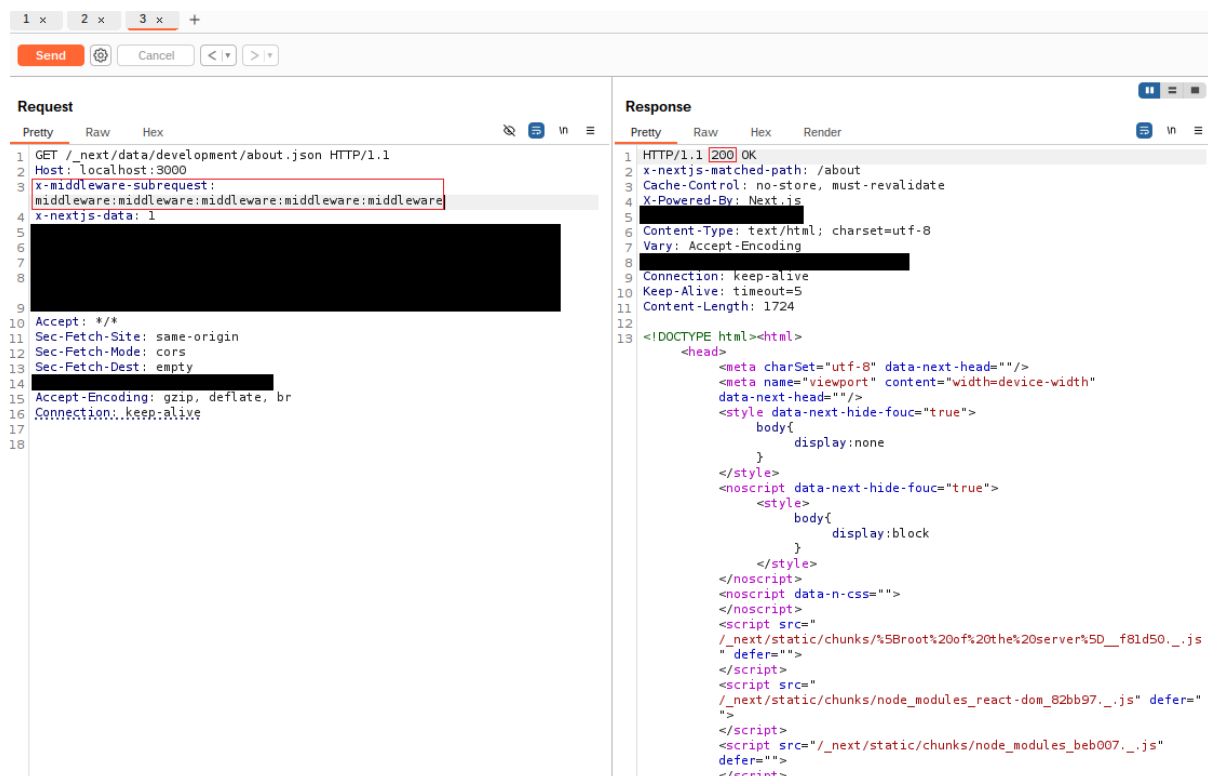 1 × 2 × 3 × +
Send Cancel < >
Request
Pretty Raw Hex \n
1 GET /_next/data/development/about.json HTTP/1.1
2 Host: localhost:3000
3 x-middleware-subrequest:
middleware:middleware:middleware:middleware:middleware
4 x-nextjs-data: 1
5
6
7
8
9
10 Accept: */*
11 Sec-Fetch-Site: same-origin
12 Sec-Fetch-Mode: cors
13 Sec-Fetch-Dest: empty
14
15 Accept-Encoding: gzip, deflate, br
16 Connection: keep-alive
17
18
Response
Pretty Raw Hex Render \n
1 HTTP/1.1 200 OK
2 x-nextjs-matched-path: /about
3 Cache-Control: no-store, must-revalidate
4 X-Powered-By: Next.js
5
6 Content-Type: text/html; charset=utf-8
7 Vary: Accept-Encoding
8
9 Connection: keep-alive
10 Keep-Alive: timeout=5
11 Content-Length: 1724
12
13 <!DOCTYPE html><html>
<head>
<meta charSet="utf-8" data-next-head=""/>
<meta name="viewport" content="width=device-width"
data-next-head=""/>
<style data-next-hide-fouc="true">
body{
display:none
}
</style>
<noscript data-next-hide-fouc="true">
<style>
body{
display:block
}
</style>
</noscript>
<noscript data-n-css="">
</noscript>
<script src="
/_next/static/chunks/%5Broot%20of%20the%20server%5D__f81d50._.js
" defer="">
</script>
<script src="
/_next/static/chunks/node_modules_react-dom_82bb97._.js" defer="
">
</script>
<script src="/_next/static/chunks/node_modules_beb007._.js"
defer="">
</script>